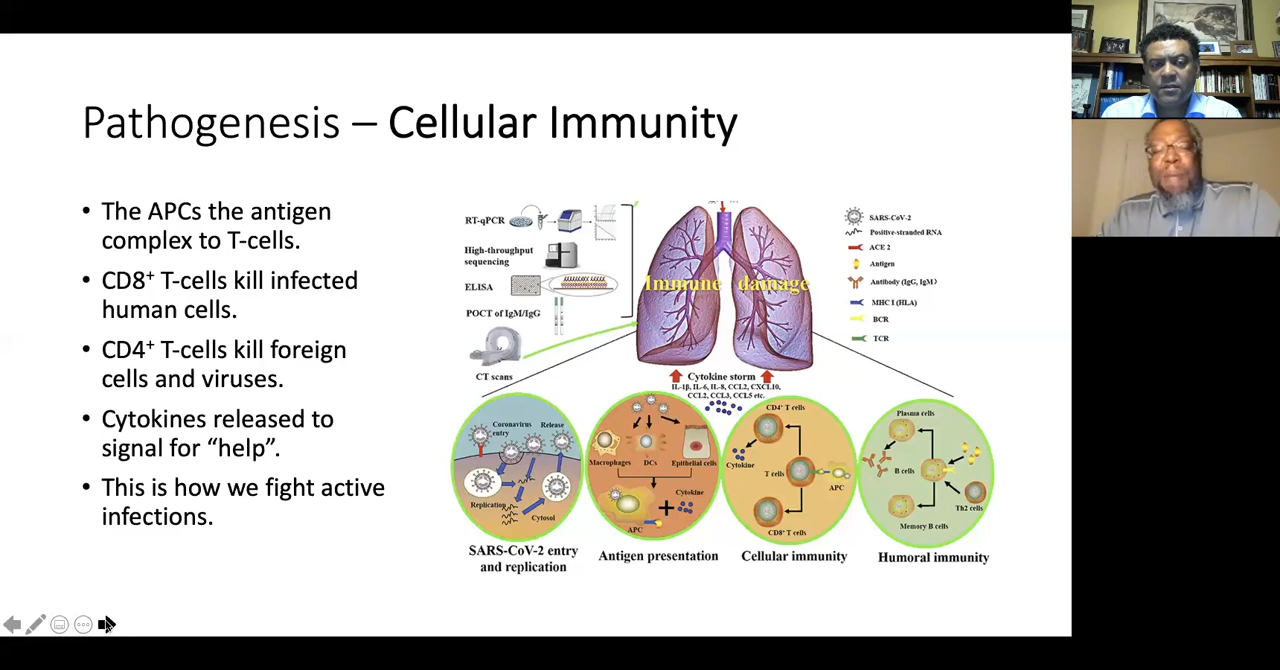 Pathogenesis – Cellular Immunity
• The APCs the antigen
complex to T-cells.
• CD8⁺ T-cells kill infected
human cells.
• CD4⁺ T-cells kill foreign
cells and viruses.
• Cytokines released to
signal for “help”.
• This is how we fight active
infections.
RT-qPCR
High-throughput
sequencing
ELISA
POCT of IgM/IgG
CT scans
Immune damage
SARS-CoV-2
Positive-stranded RNA
ACE 2
Antigen
Antibody (IgG, IgM)
MHC I (HLA)
BCR
TCR
Cytokine storm
IL-1β, IL-6, IL-8, CCL2, CXCL10,
CCL2, CCL3, CCL5 etc.
Coronavirus
entry
Release
Replication
Cytosol
SARS-CoV-2 entry
and replication
Macrophages
DCs
Epithelial cells
Cytokine
APC
Antigen presentation
CD4⁺ T cells
Cytokine
T cells
APC
CD8⁺ T cells
Cellular immunity
Plasma cells
B cells
Th2 cells
Memory B cells
Humoral immunity